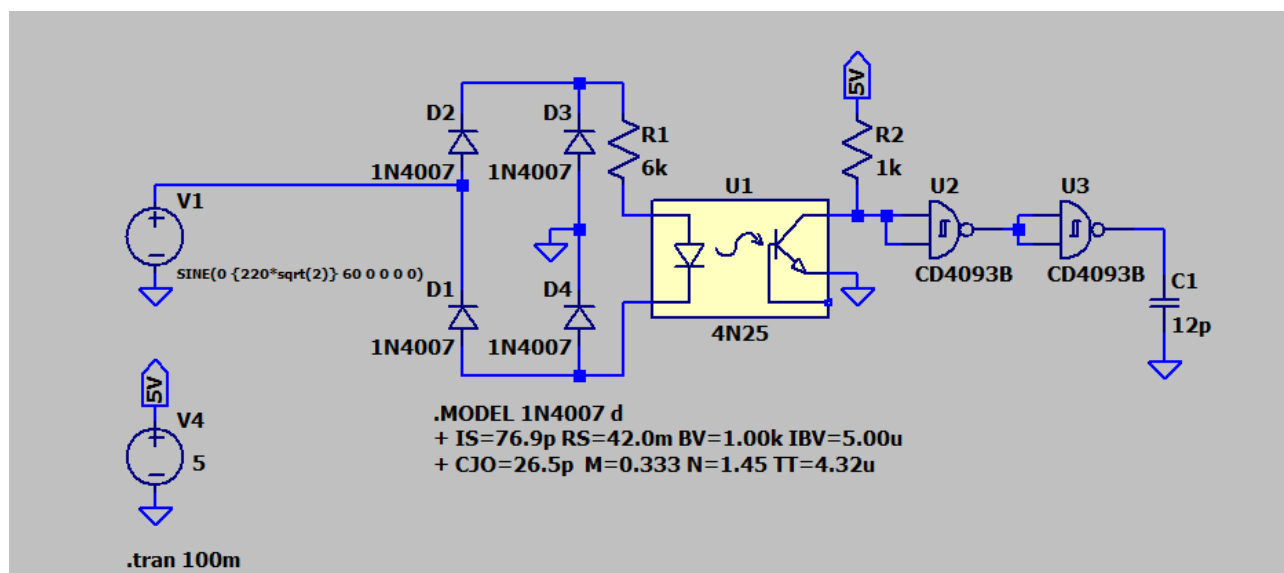 5V
D2
D3
R1
R2
1N4007
1N4007
6k
1k
U1
U2
U3
V1
SINE(0 {220*sqrt(2)} 60 0 0 0 0)
CD4093B
CD4093B
D1
D4
C1
1N4007
1N4007
4N25
12p
5V
V4
5
.MODEL 1N4007 d
+ IS=76.9p RS=42.0m BV=1.00k IBV=5.00u
+ CJO=26.5p  M=0.333 N=1.45 TT=4.32u
.tran 100m